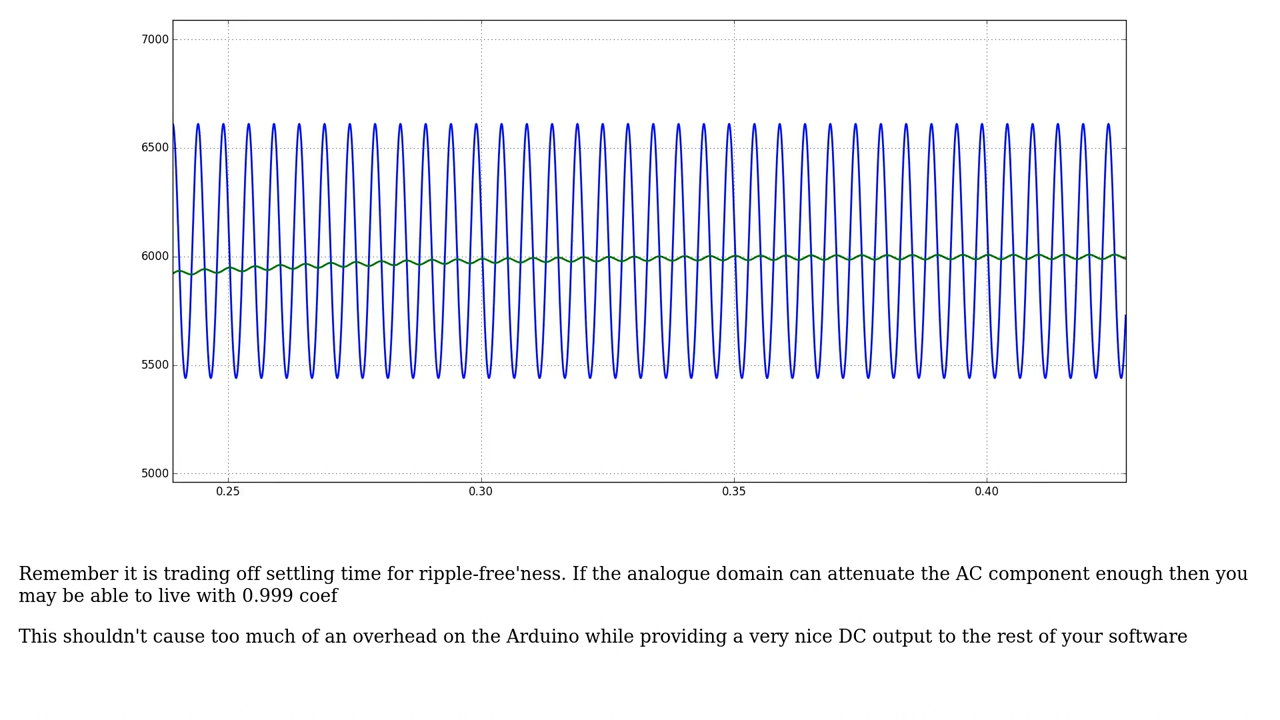 7000
6500
6000
5500
5000
0.25 0.30 0.35 0.40
Remember it is trading off settling time for ripple-free'ness. If the analogue domain can attenuate the AC component enough then you
may be able to live with 0.999 coef
This shouldn't cause too much of an overhead on the Arduino while providing a very nice DC output to the rest of your software